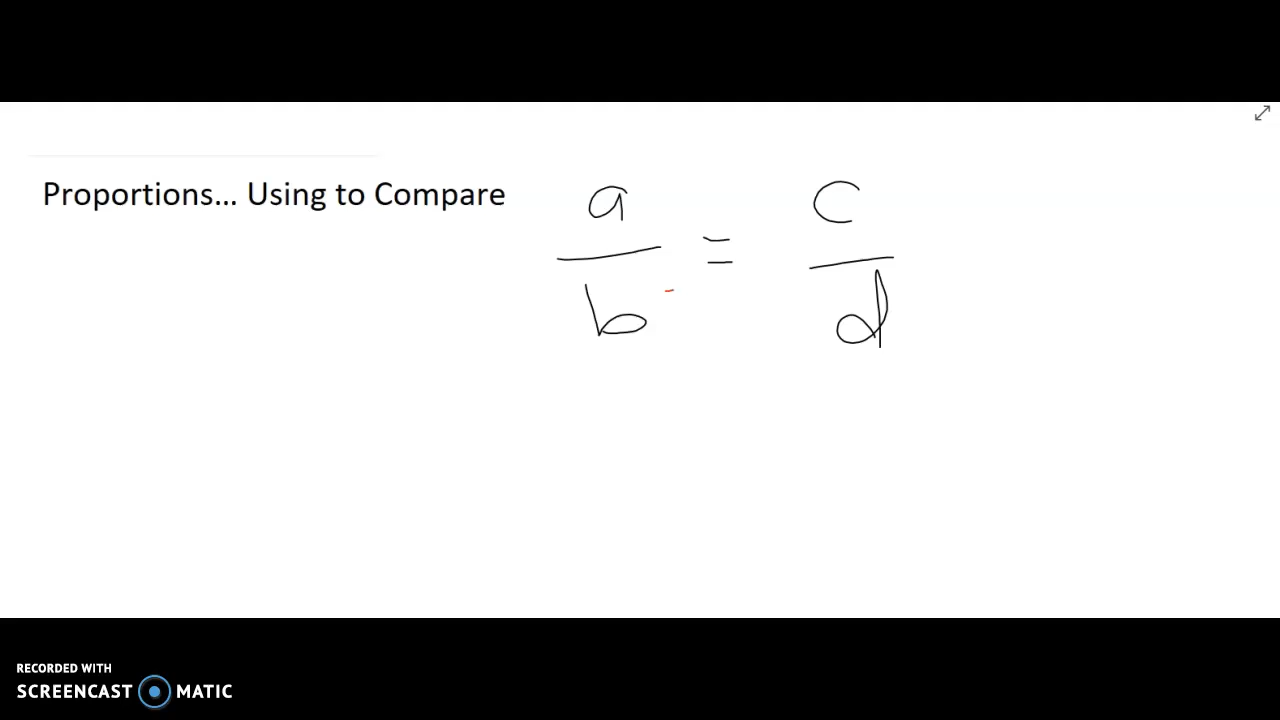 Proportions... Using to Compare
a/b = c/d
RECORDED WITH
SCREENCAST MATIC